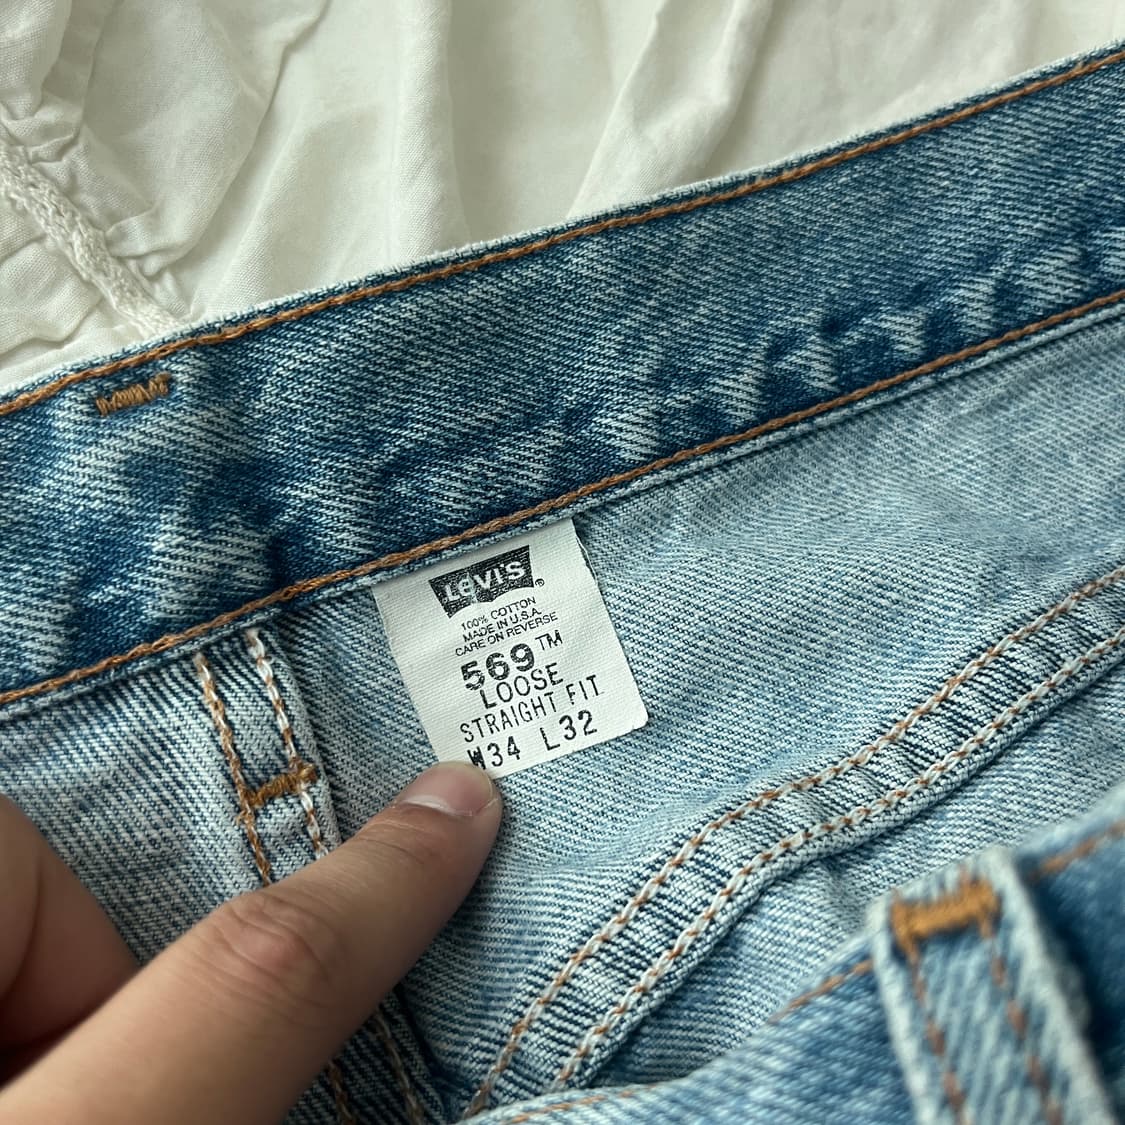 LEVI'S®
100% COTTON
MADE IN U.S.A.
CARE ON REVERSE
569™
LOOSE
STRAIGHT FIT
W34 L32